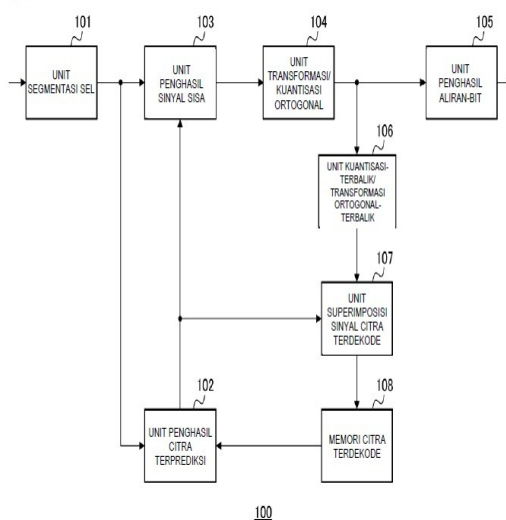 101
UNIT
SEGMENTASI SEL
103
UNIT
PENGHASIL
SINYAL SISA
104
UNIT
TRANSFORMASI/
KUANTISASI
ORTOGONAL
105
UNIT
PENGHASIL
ALIRAN-BIT
106
UNIT KUANTISASI-
TERBALIK/
TRANSFORMASI
ORTOGONAL-
TERBALIK
107
UNIT
SUPERIMPOSISI
SINYAL CITRA
TERDEKODE
102
UNIT PENGHASIL
CITRA
TERPREDIKSI
108
MEMORI CITRA
TERDEKODE
100